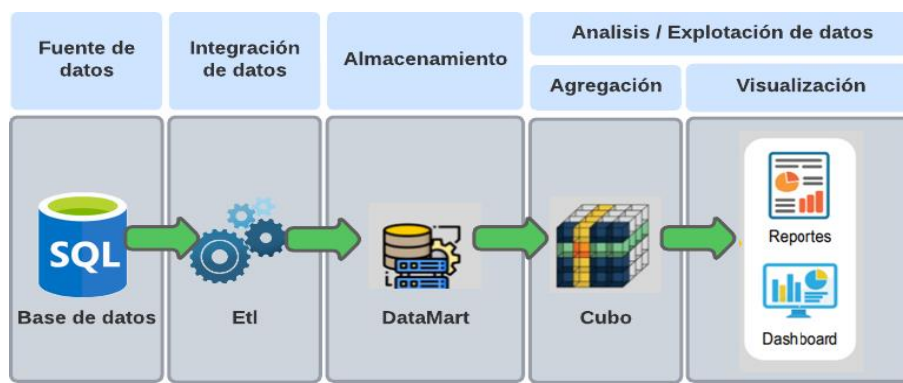 Fuente de
datos
Integración
de datos
Almacenamiento
Analisis / Explotación de datos
Agregación
Visualización
SQL
Base de datos
Etl
DataMart
Cubo
Reportes
Dashboard